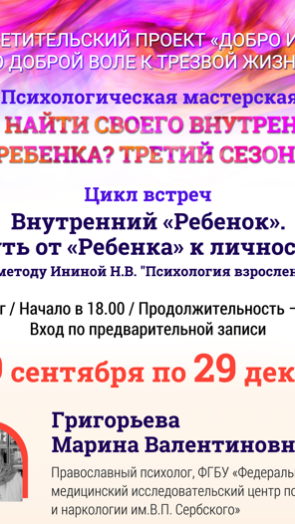 ЕТИТЕЛЬСКИЙ ПРОЕКТ «ДОБРО И
О ДОБРОЙ ВОЛЕ К ТРЕЗВОЙ ЖИЗН
Психологическая мастерская
НАЙТИ СВОЕГО ВНУТРЕН
РЕБЕНКА? ТРЕТИЙ СЕЗОН
Цикл встреч
Внутренний «Ребенок».
уть от «Ребенка» к личнос
методу Ининой Н.В. "Психология взрослен
г / Начало в 18.00 / Продолжительность –
Вход по предварительной записи
сентября по 29 дек
Григорьева
Марина Валентиновн
Православный психолог, ФГБУ «Федераль
медицинский исследовательский центр по
и наркологии им.В.П. Сербского»